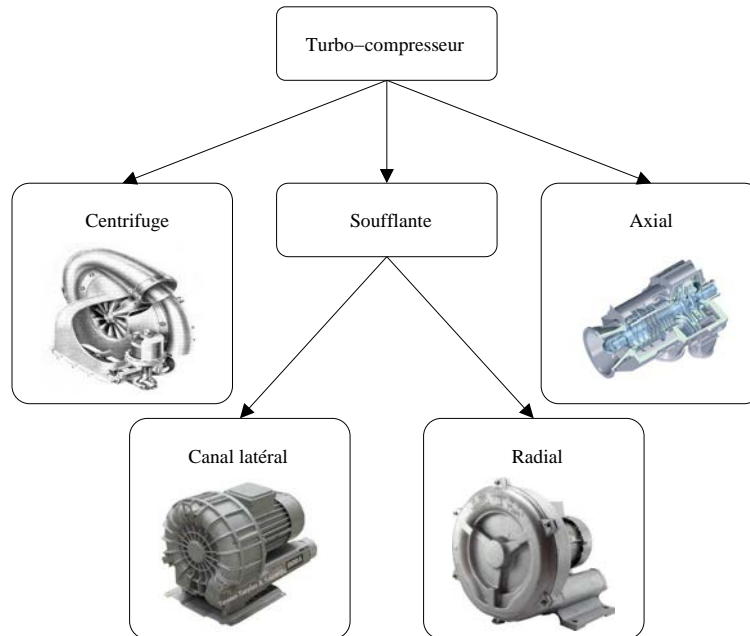 Turbo−compresseur
Centrifuge
Soufflante
Axial
Canal latéral
Radial